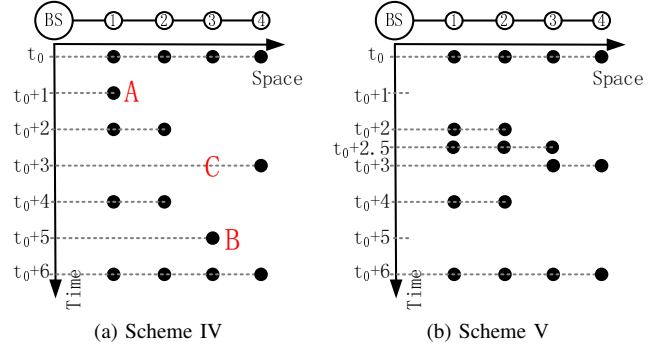 BS 1 2 3 4
t0
Space
t0+1 A
t0+2
t0+3 C
t0+4
t0+5 B
t0+6
Time
(a) Scheme IV
BS 1 2 3 4
t0
Space
t0+1
t0+2
t0+2.5
t0+3
t0+4
t0+5
t0+6
Time
(b) Scheme V